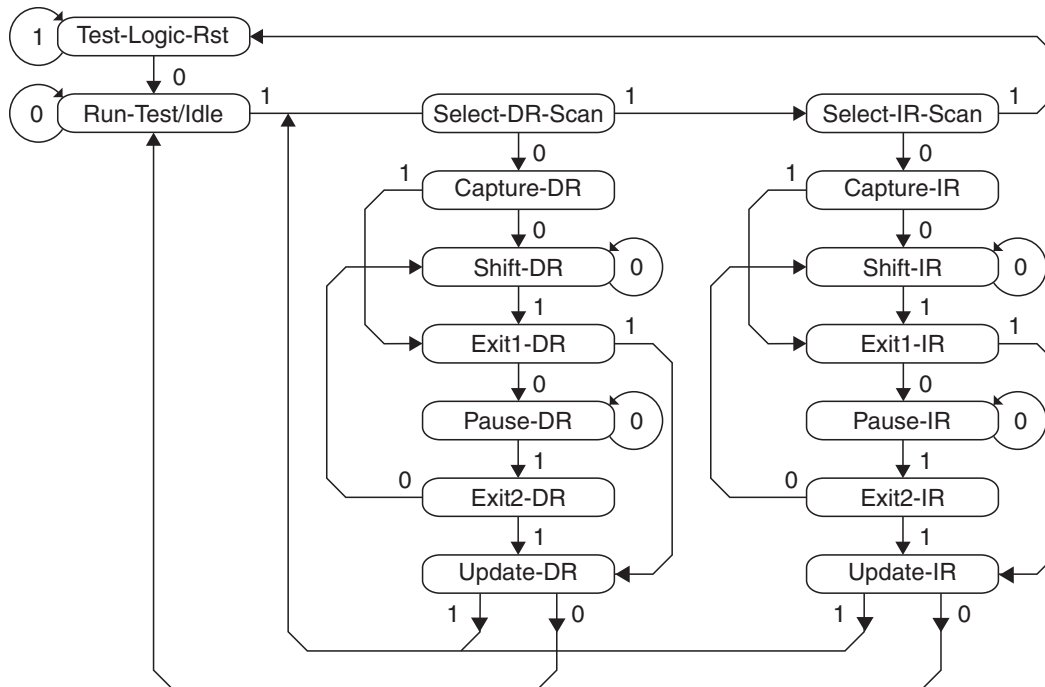 1 Test-Logic-Rst
0
0 Run-Test/Idle 1 Select-DR-Scan 1 Select-IR-Scan 1
0 0
1 Capture-DR 1 Capture-IR
0 0
Shift-DR 0 Shift-IR 0
1 1
Exit1-DR 1 Exit1-IR 1
0 0
Pause-DR 0 Pause-IR 0
1 1
0 Exit2-DR 0 Exit2-IR
1 1
Update-DR Update-IR
1 0 1 0